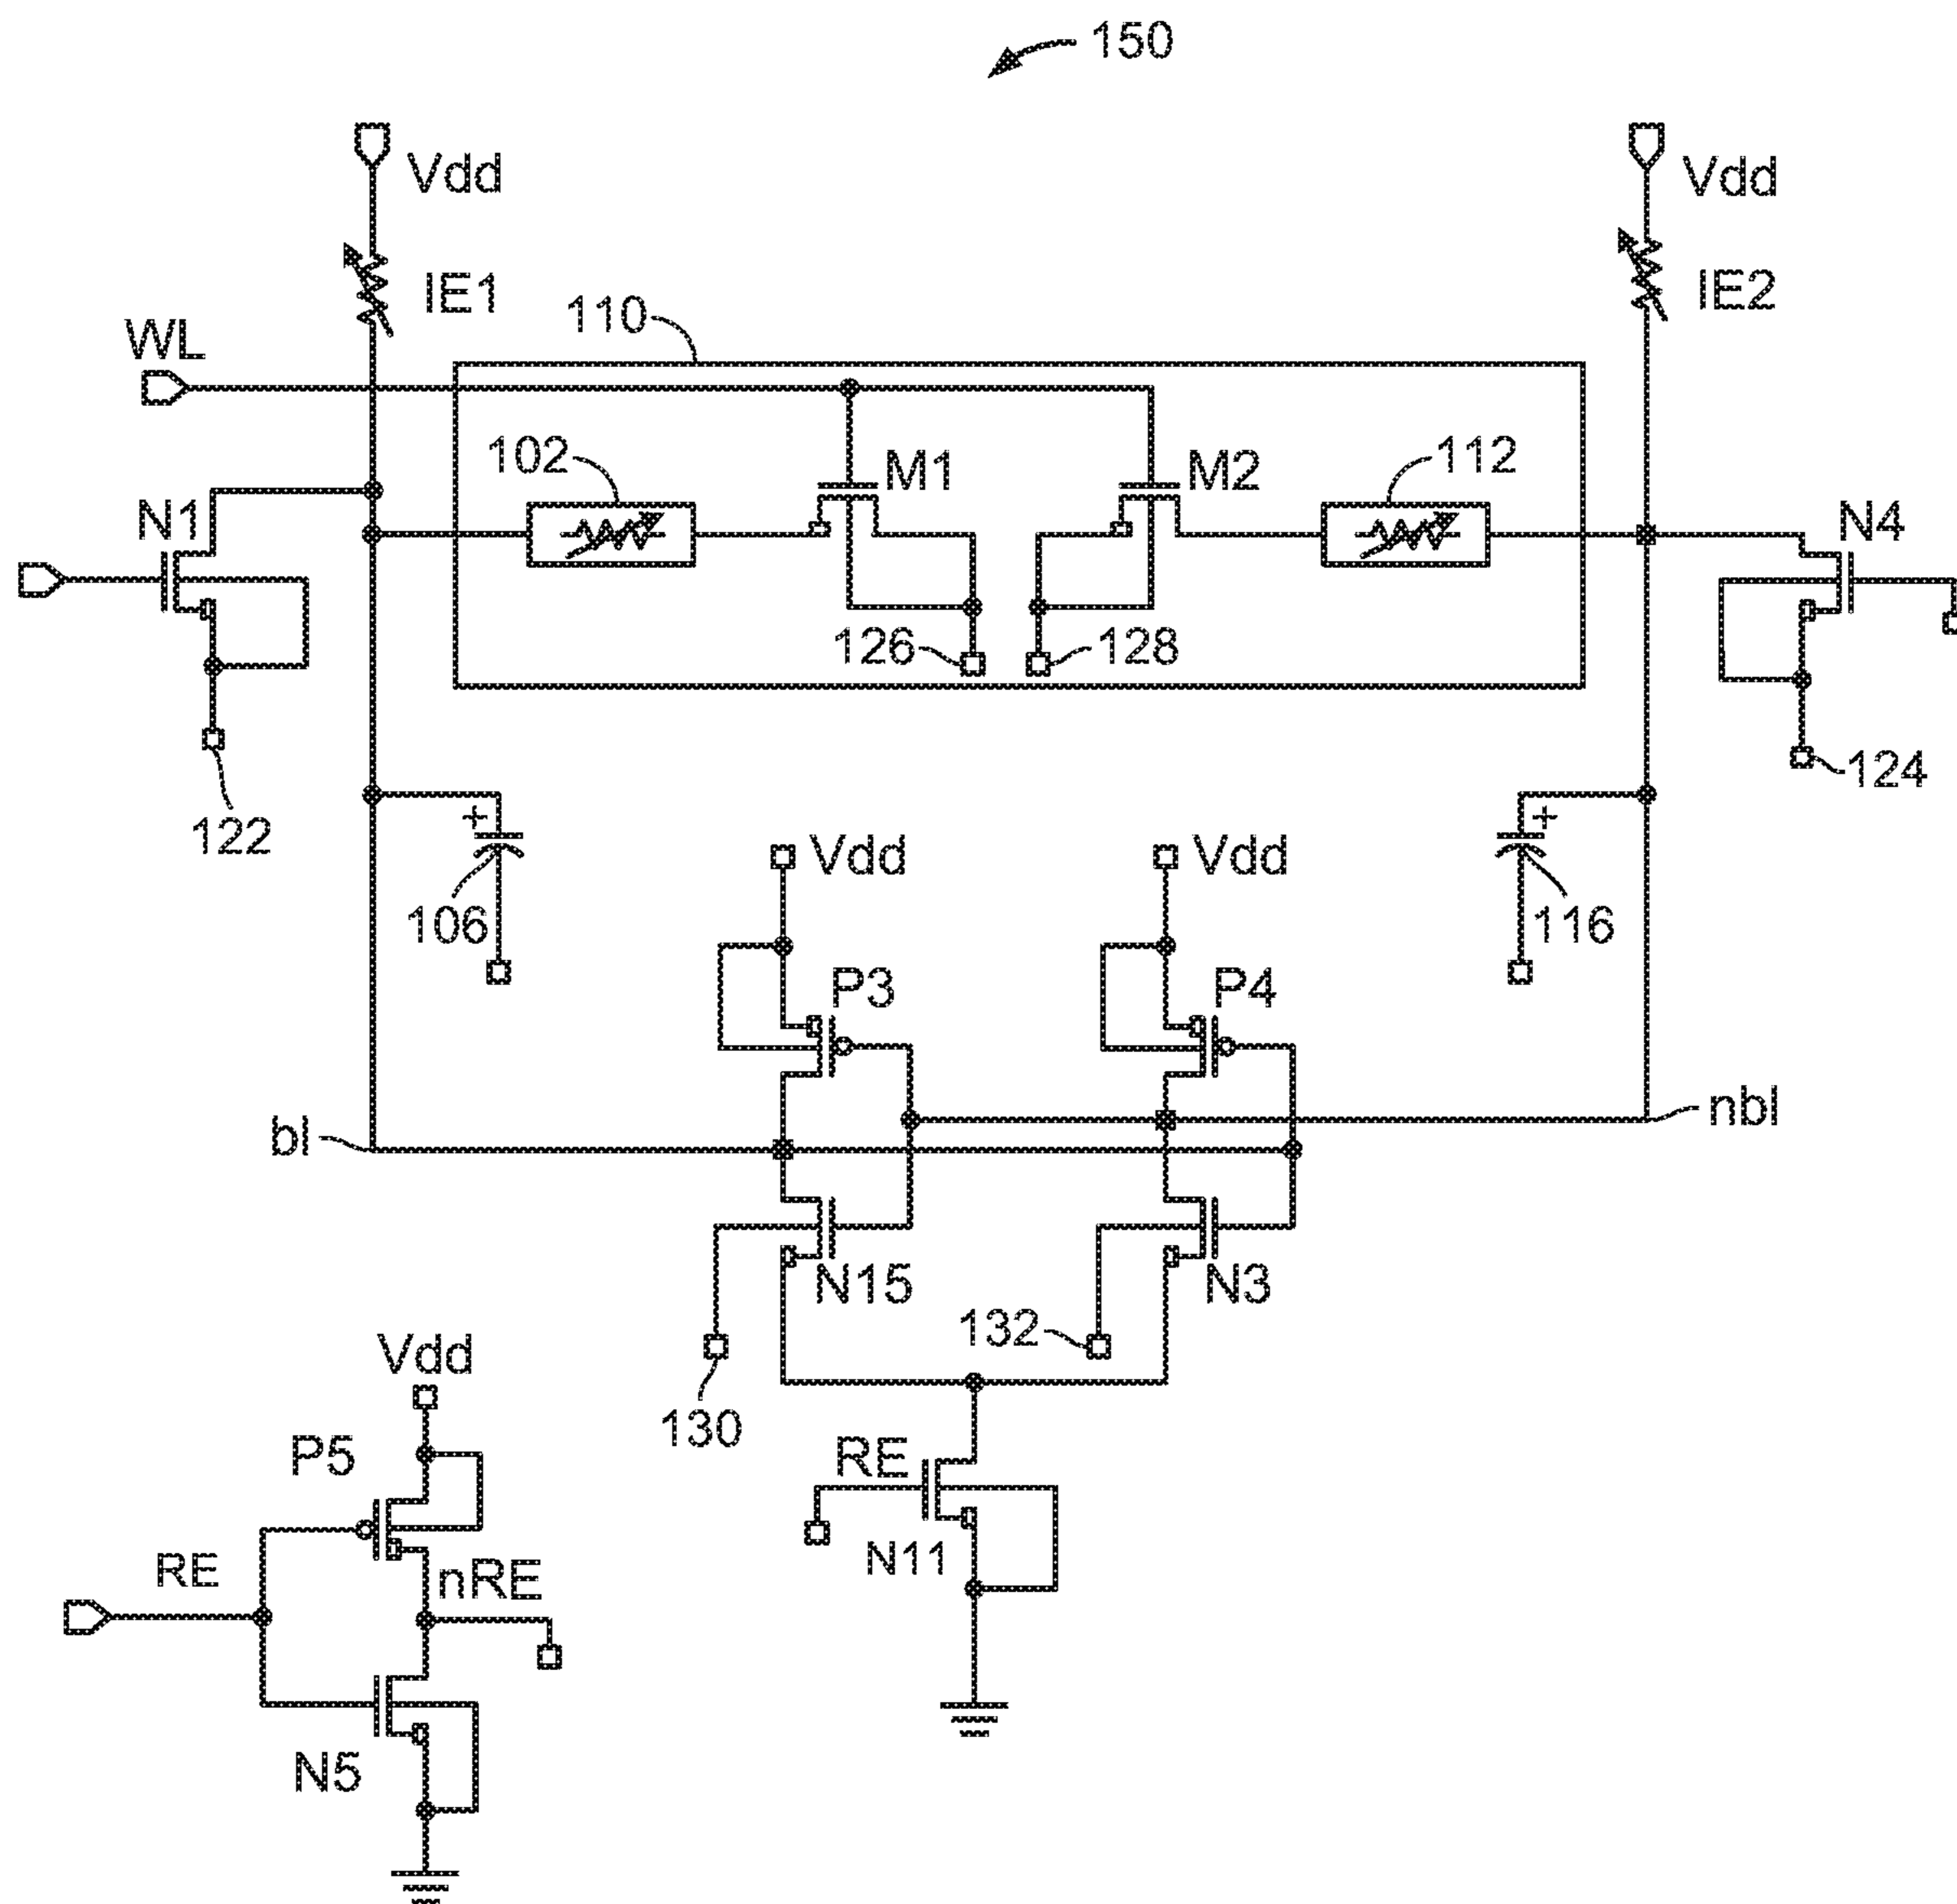 150
Vdd
Vdd
IE1
IE2
110
WL
102
M1
M2
112
N1
N4
126
128
122
124
+
+
Vdd
Vdd
106
116
P3
P4
bl
nbl
N15
N3
132
130
Vdd
P5
RE
RE
nRE
N11
N5